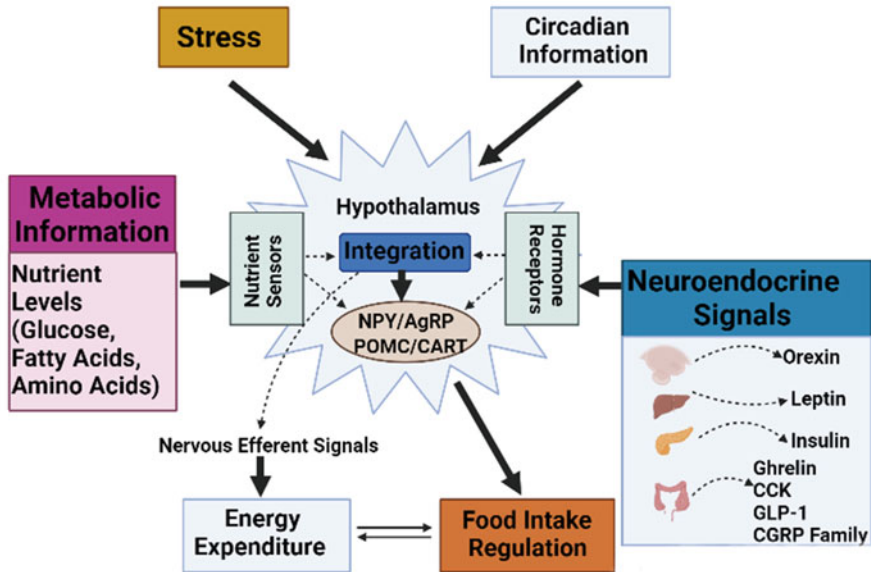 Stress
Circadian
Information
Metabolic
Information
Nutrient
Levels
(Glucose,
Fatty Acids,
Amino Acids)
Nutrient
Sensors
Hypothalamus
Integration
NPY/AgRP
POMC/CART
Hormone
Receptors
Neuroendocrine
Signals
Orexin
Leptin
Insulin
Ghrelin
CCK
GLP-1
CGRP Family
Nervous Efferent Signals
Energy
Expenditure
Food Intake
Regulation